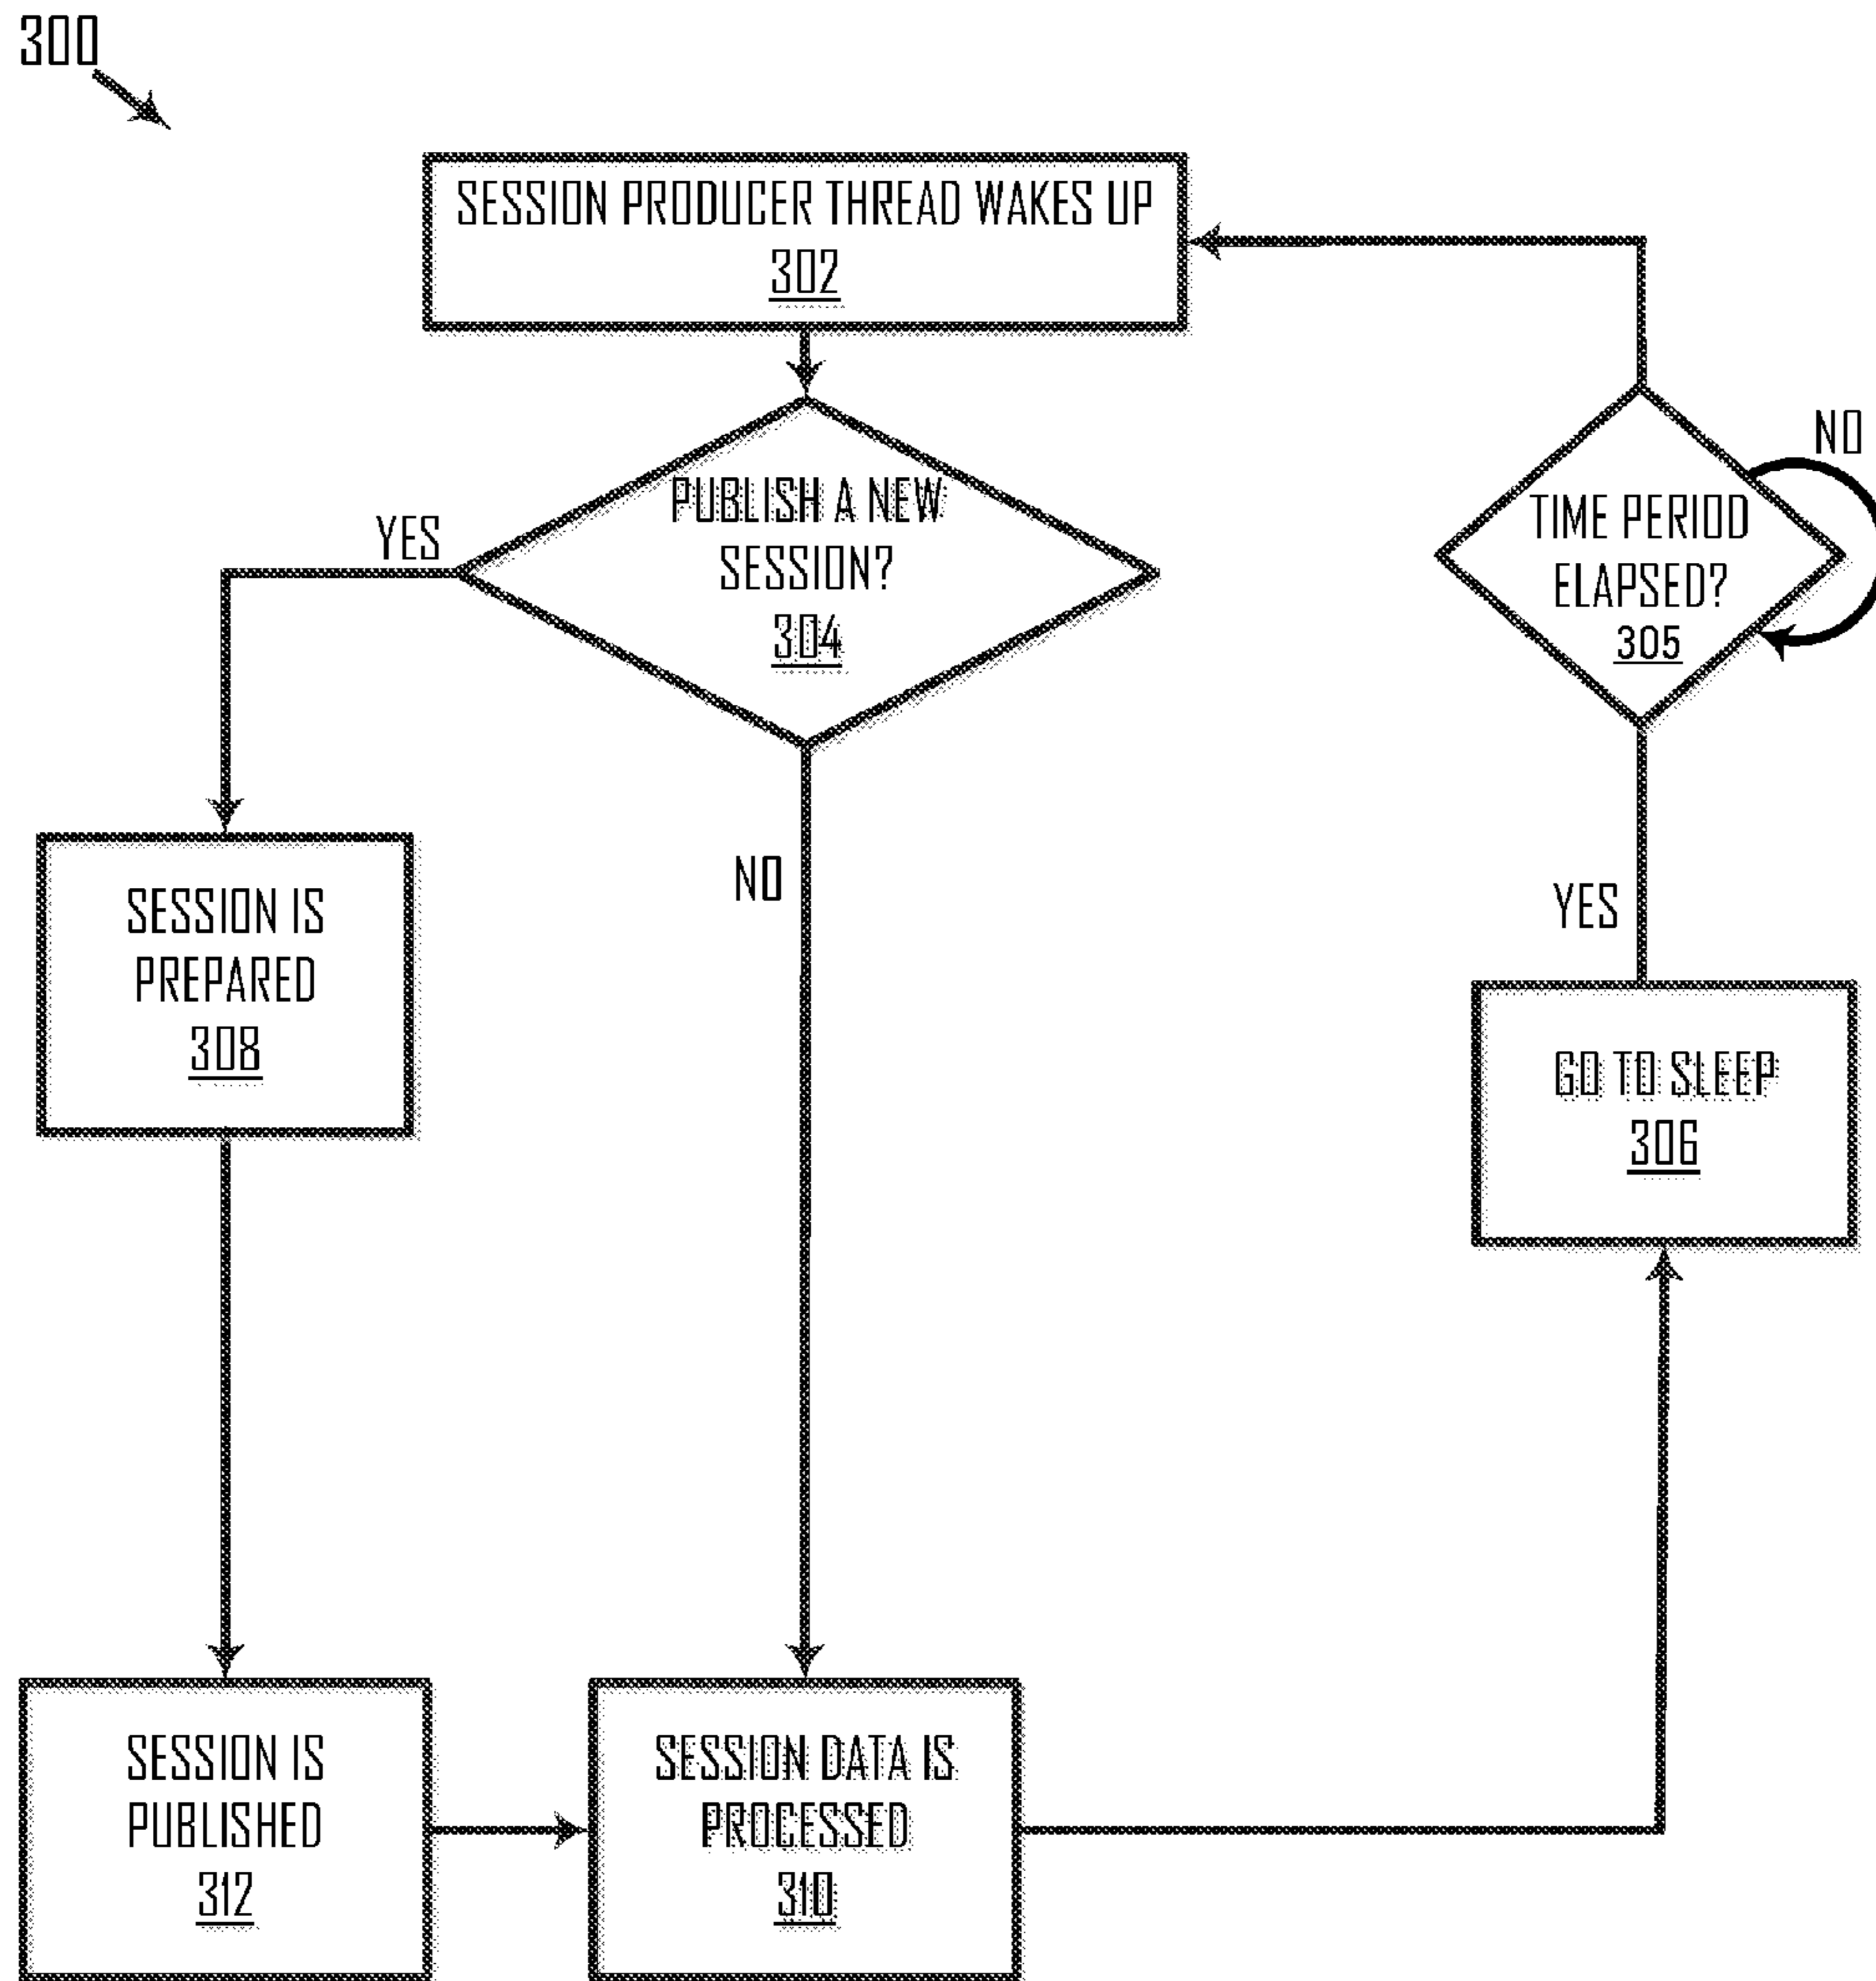 300
SESSION PRODUCER THREAD WAKES UP
302
PUBLISH A NEW
SESSION?
304
YES
NO
TIME PERIOD
ELAPSED?
305
NO
YES
SESSION IS
PREPARED
308
GO TO SLEEP
306
SESSION IS
PUBLISHED
312
SESSION DATA IS
PROCESSED
310